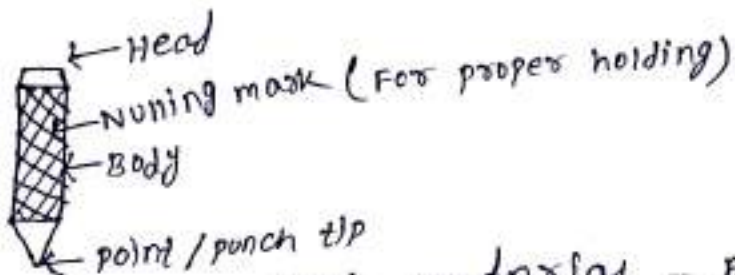 Head
Nuning mark (For proper holding)
Body
point / punch tip